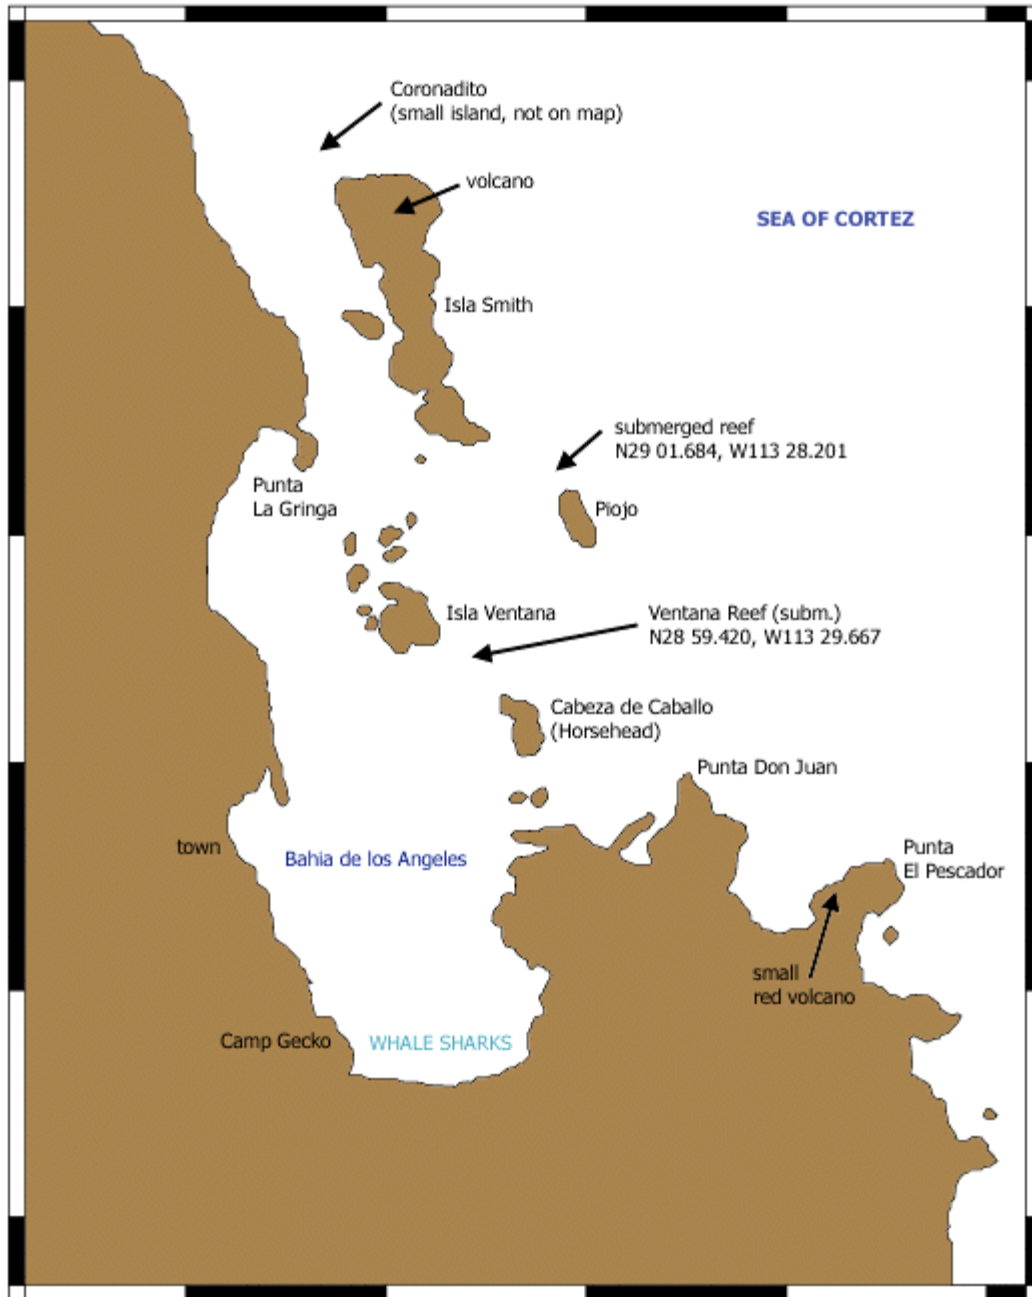 Coronadito
(small island, not on map)
volcano
SEA OF CORTEZ
Isla Smith
submerged reef
N29 01.684, W113 28.201
Punta
La Gringa
Piojo
Isla Ventana
Ventana Reef (subm.)
N28 59.420, W113 29.667
Cabeza de Caballo
(Horsehead)
Punta Don Juan
town
Bahia de los Angeles
Punta
El Pescador
small
red volcano
Camp Gecko
WHALE SHARKS